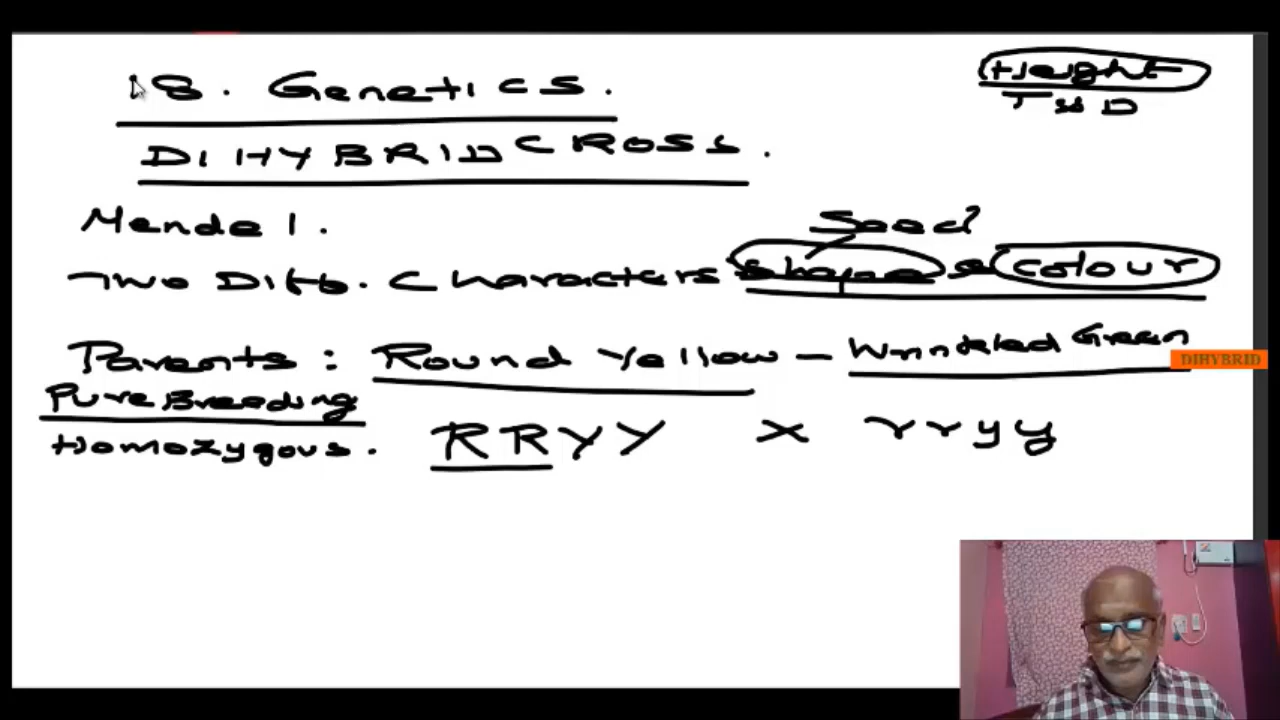 18. Genetics.
Height
T & D
DIHYBRID CROSS.
Mendel.
Seed
Two Diff. Characters shape & colour
Parents: Round Yellow - Wrinkled Green
DIHYBRID
Pure Breeding
Homozygous.
RRYY x rryy